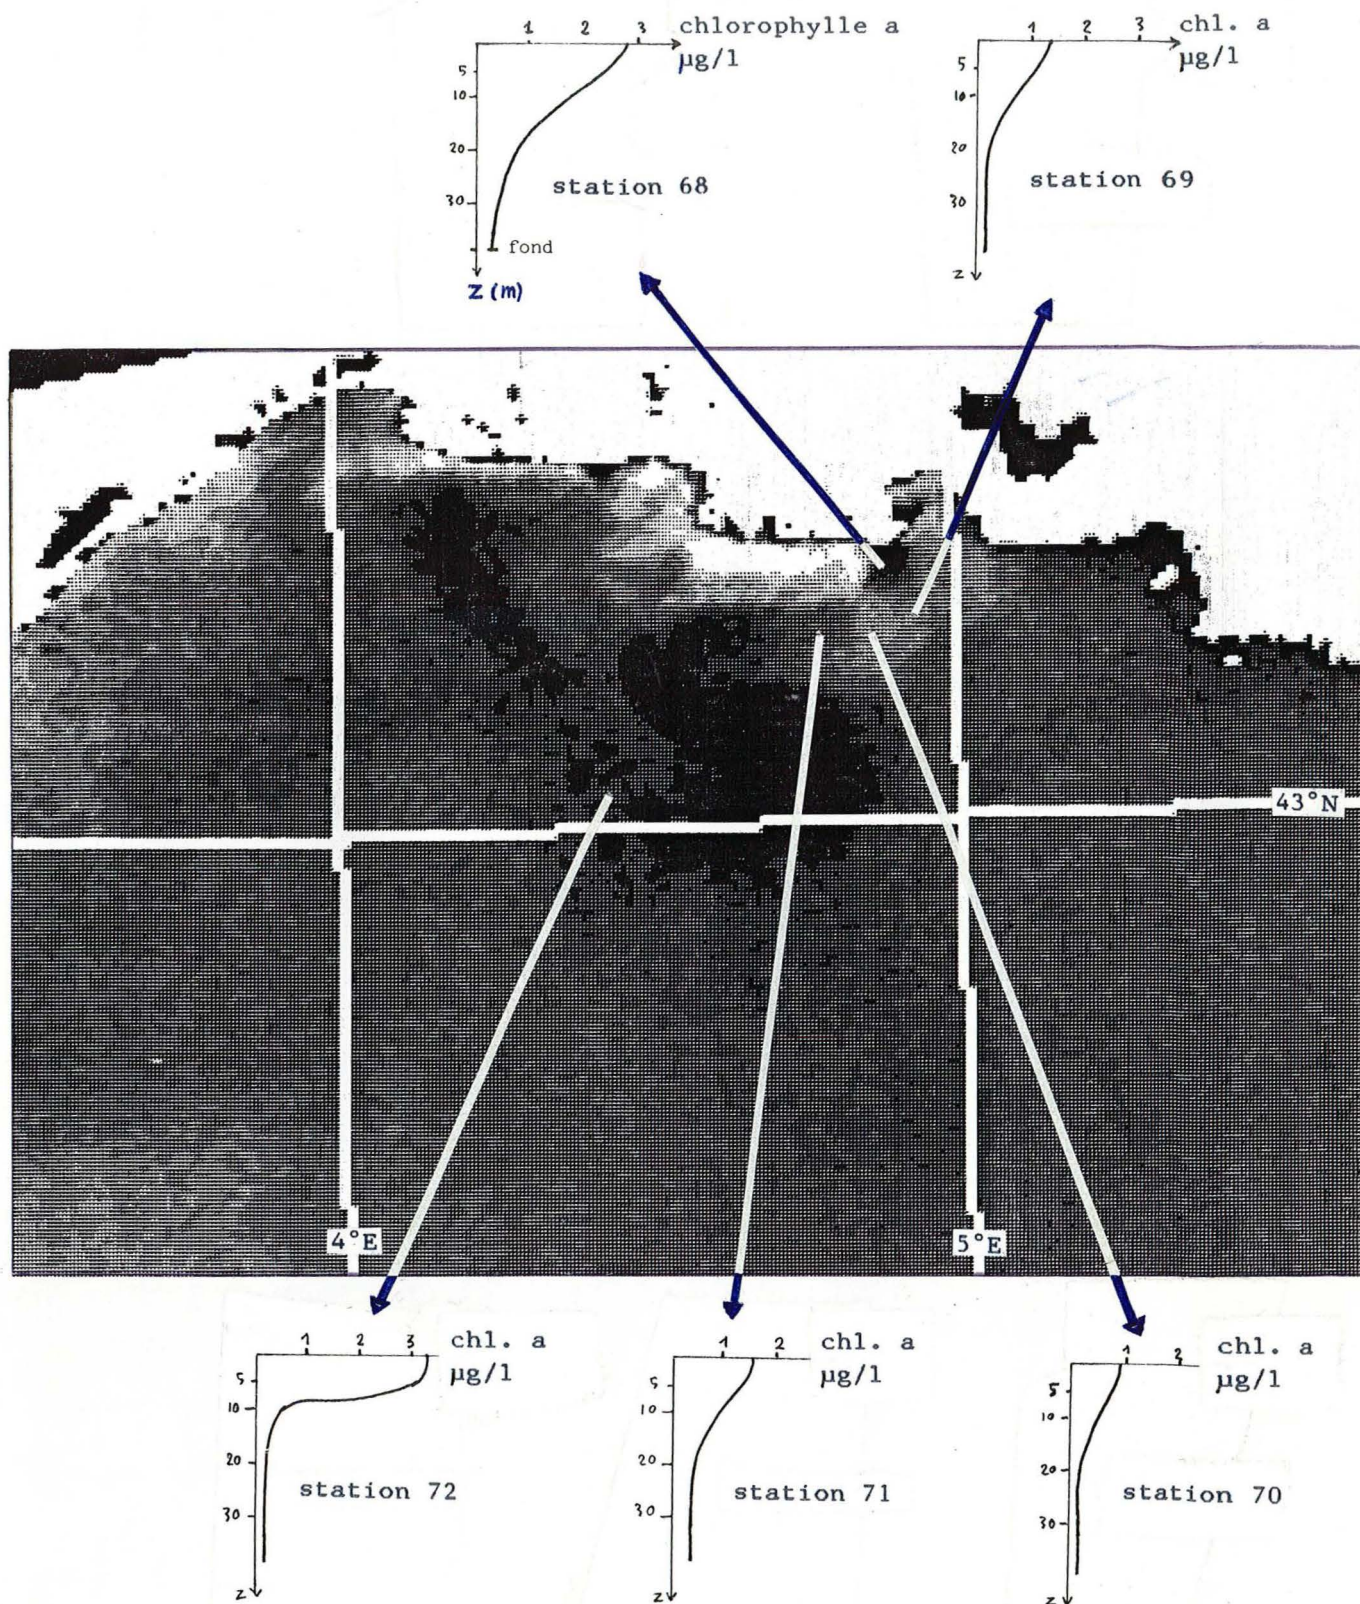 1 2 3 chlorophylle a
µg/l
5
10
20
30
station 68
fond
Z (m)
1 2 3 chl. a
µg/l
5
10
20
30
station 69
Z
43°N
4°E
5°E
1 2 3 chl. a
µg/l
5
10
20
30
station 72
Z
1 2 chl. a
µg/l
5
10
20
30
station 71
Z
1 2 chl. a
µg/l
5
10
20
30
station 70
Z